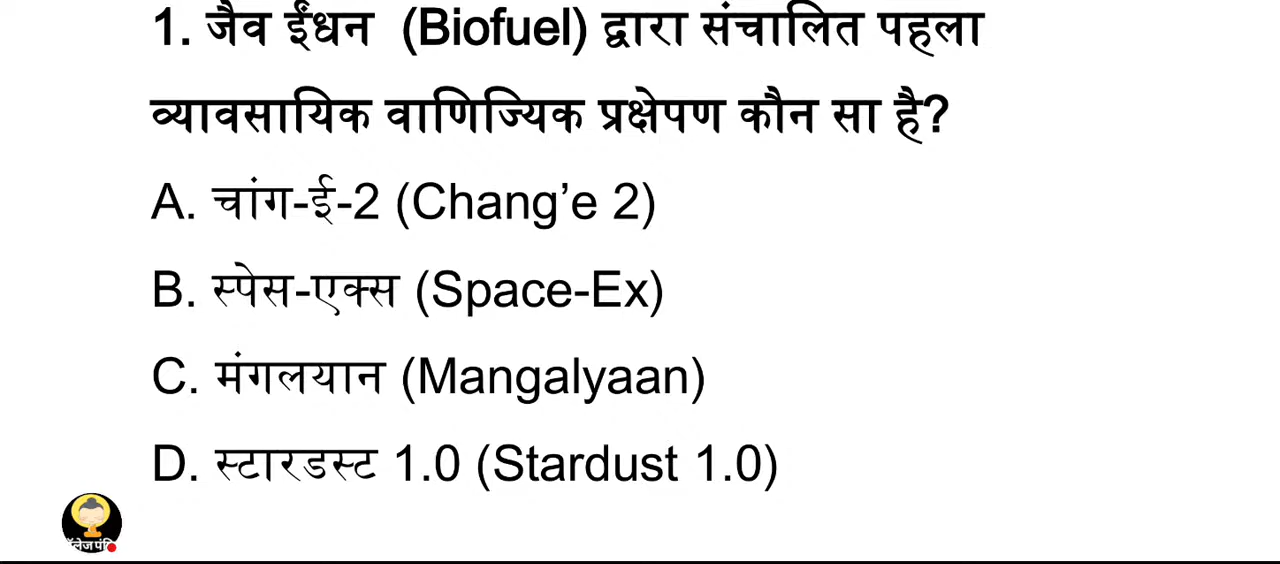 1. जैव ईंधन (Biofuel) द्वारा संचालित पहला
व्यावसायिक वाणिज्यिक प्रक्षेपण कौन सा है?
A. चांग-ई-2 (Chang’e 2)
B. स्पेस-एक्स (Space-Ex)
C. मंगलयान (Mangalyaan)
D. स्टारडस्ट 1.0 (Stardust 1.0)